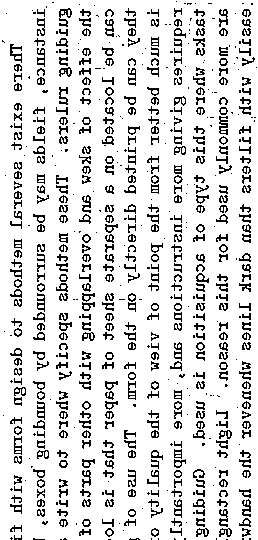 There exist several methods to design forms with fi
instance, fields may be surrounded by bounding boxes,
guiding rulers. These methods specify where to write
the effect of skew and overlapping with other parts of
can be located on a separate sheet of paper that is lo
they can be printed directly on the form. The use of
is much better from the point of view of the quality o
requires giving more instructions and, more importantl
tasks where this type of acquisition is used. Guiding
are more commonly used for this reason. Light rectang
easily with filters than dark lines whenever the handw